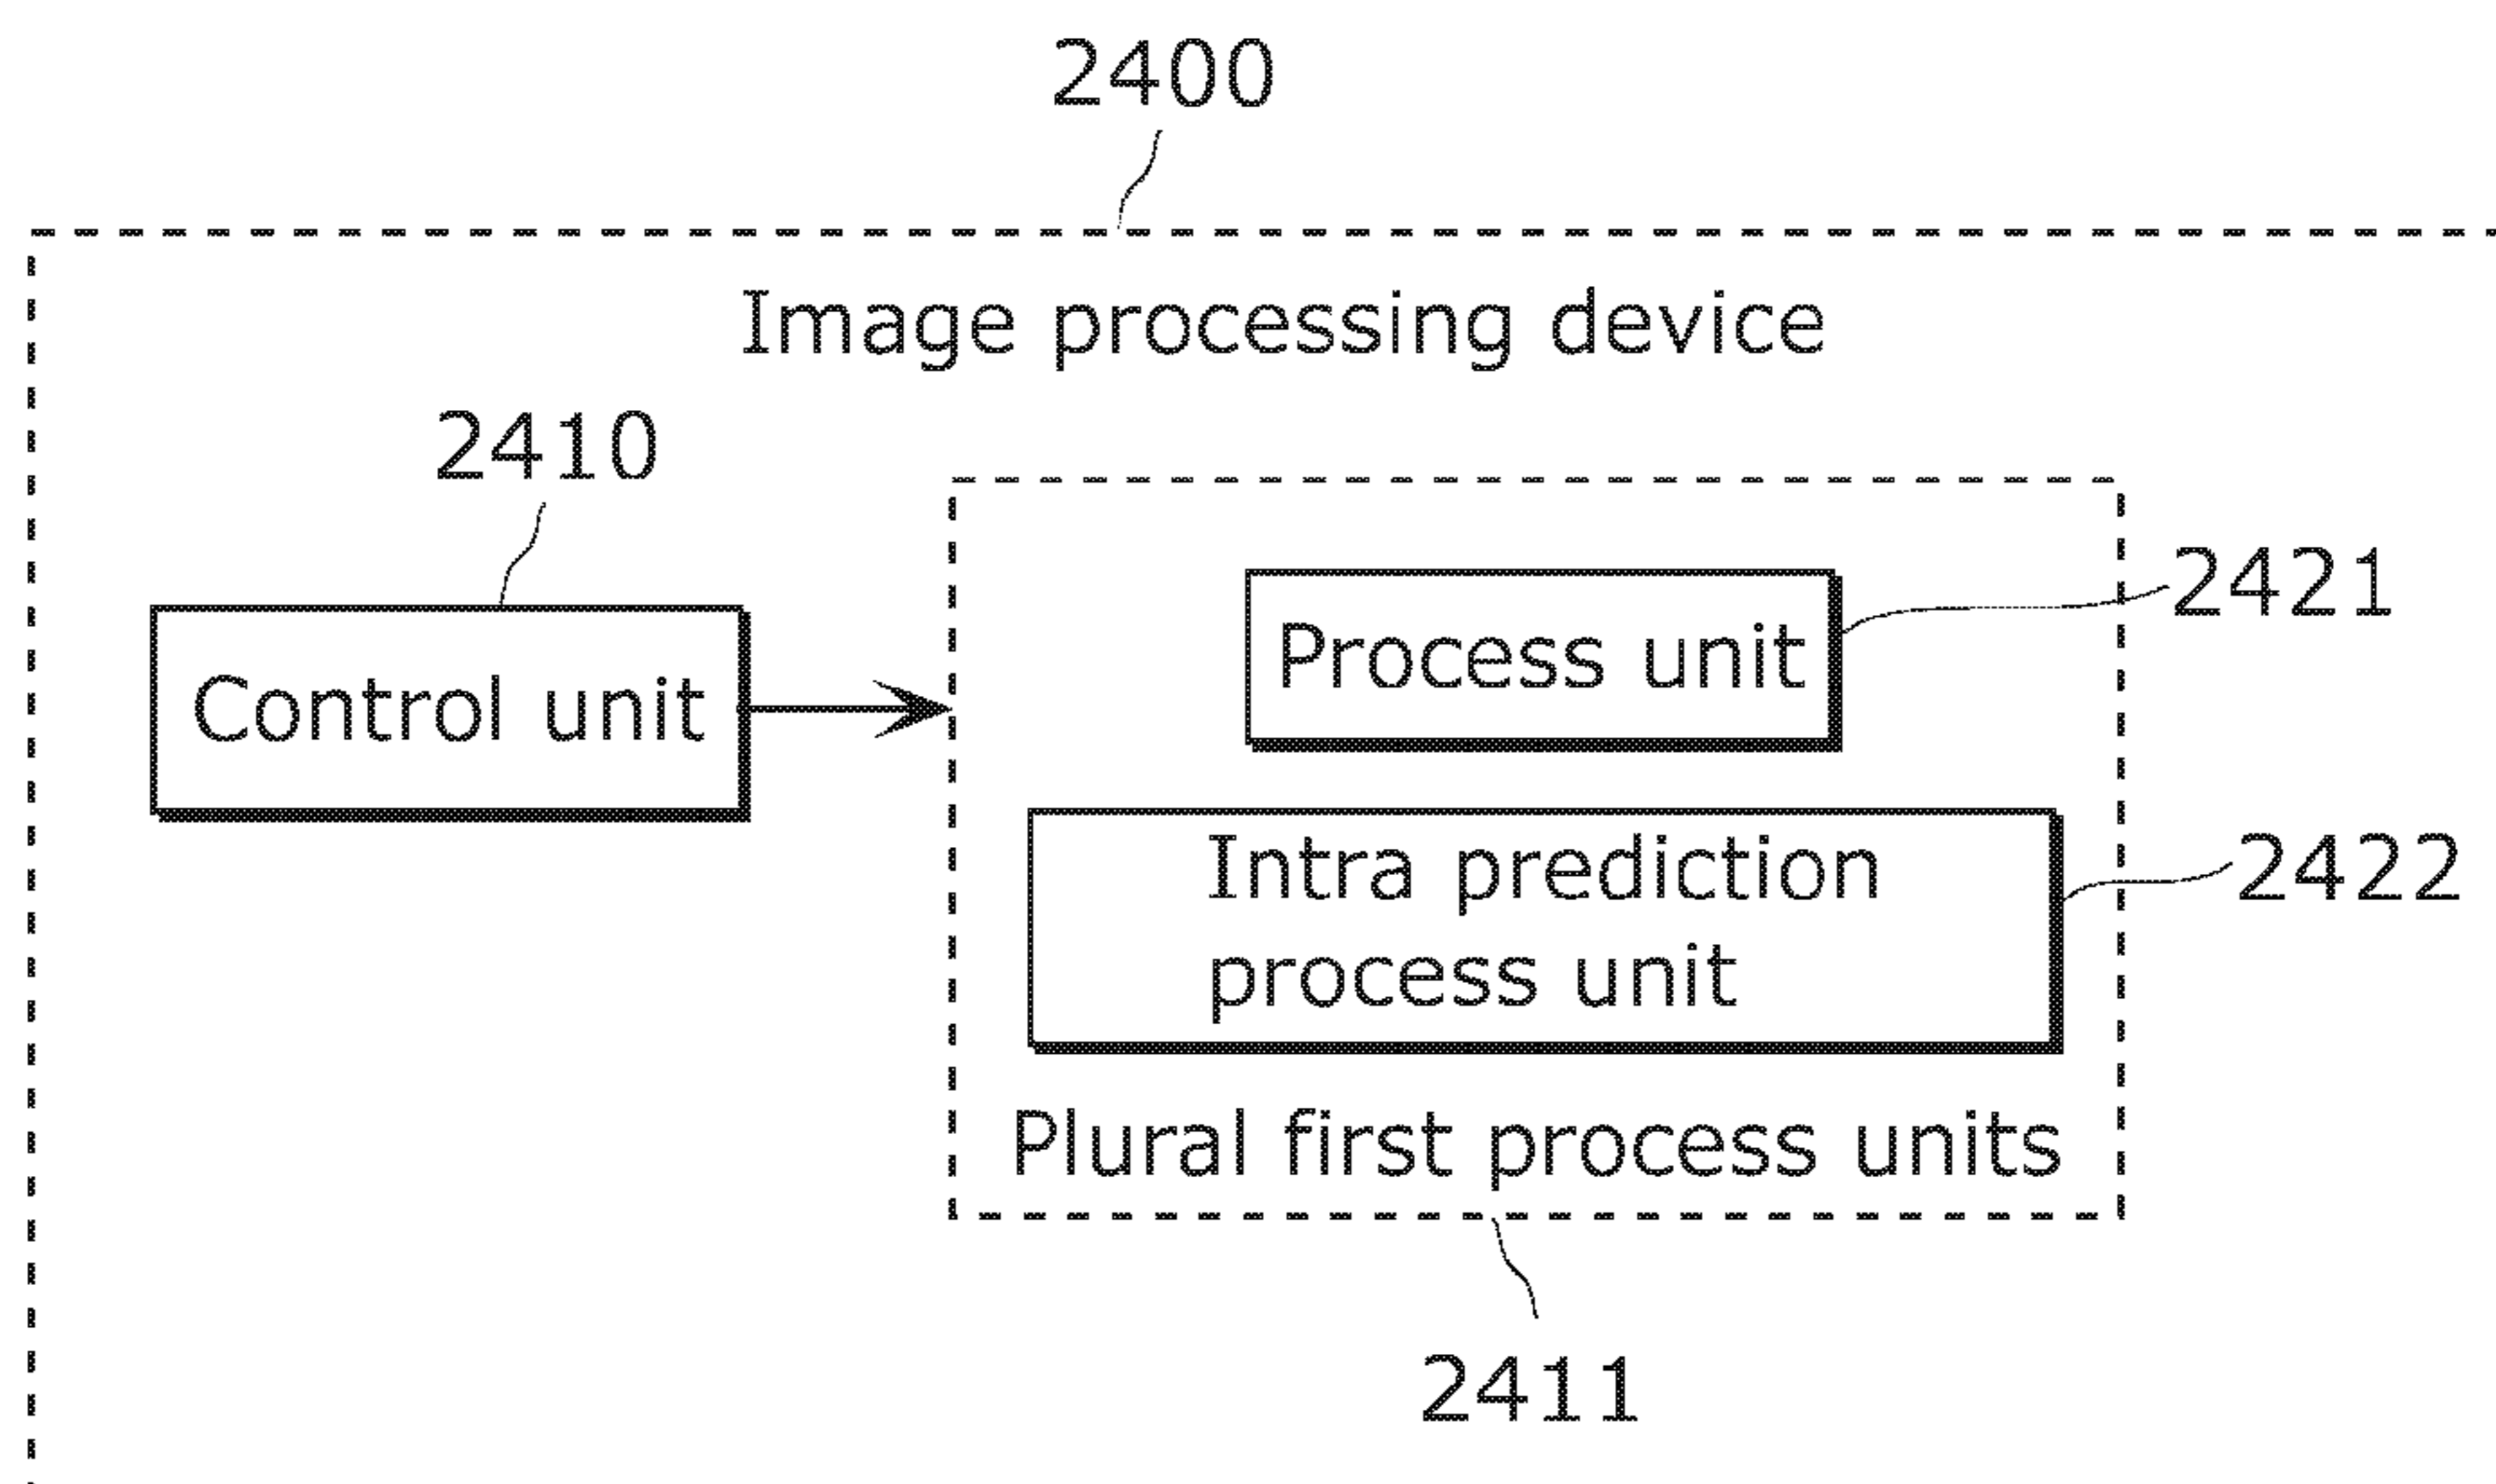 2400
Image processing device
2410
Control unit
Process unit
2421
Intra prediction
process unit
2422
Plural first process units
2411